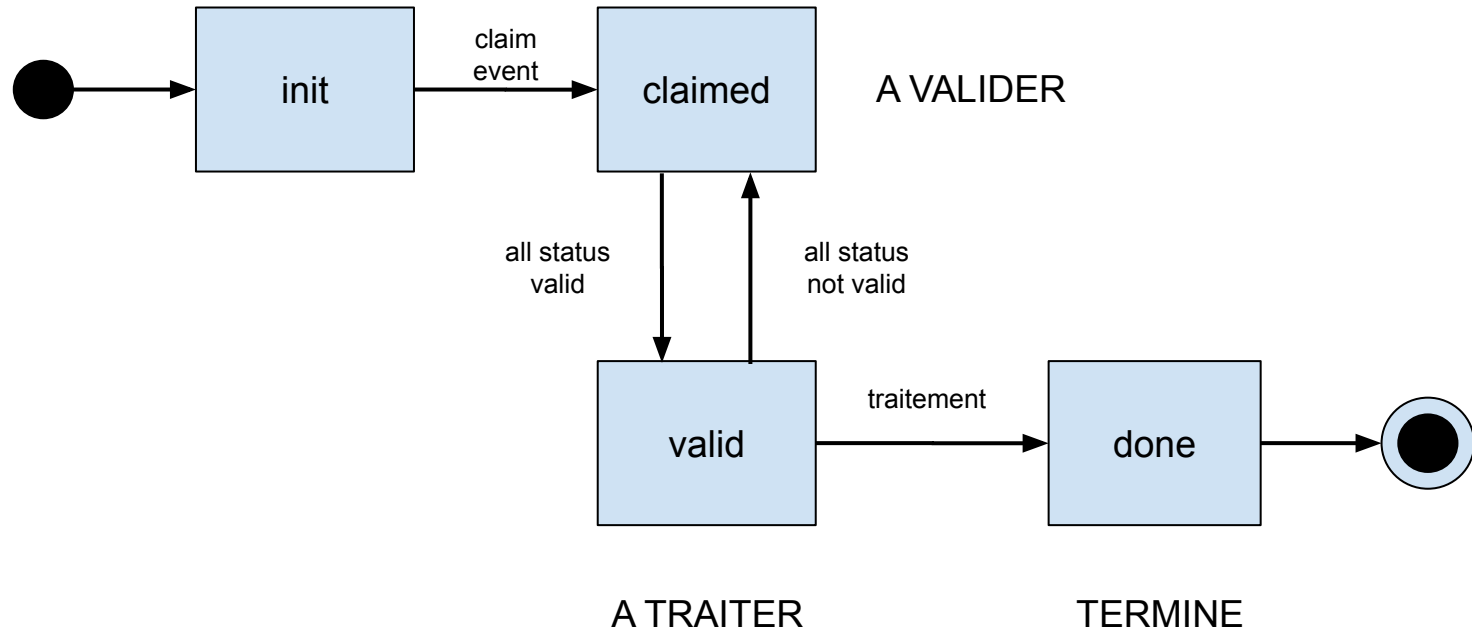 claim
event
init
claimed
A VALIDER
all status
valid
all status
not valid
traitement
valid
done
A TRAITER
TERMINE